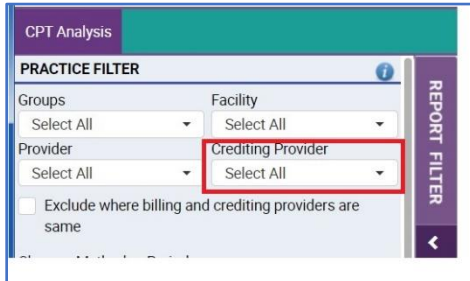 CPT Analysis
PRACTICE FILTER
Groups Facility
Select All Select All
Provider Crediting Provider
Select All Select All
Exclude where billing and crediting providers are
same
REPORT FILTER